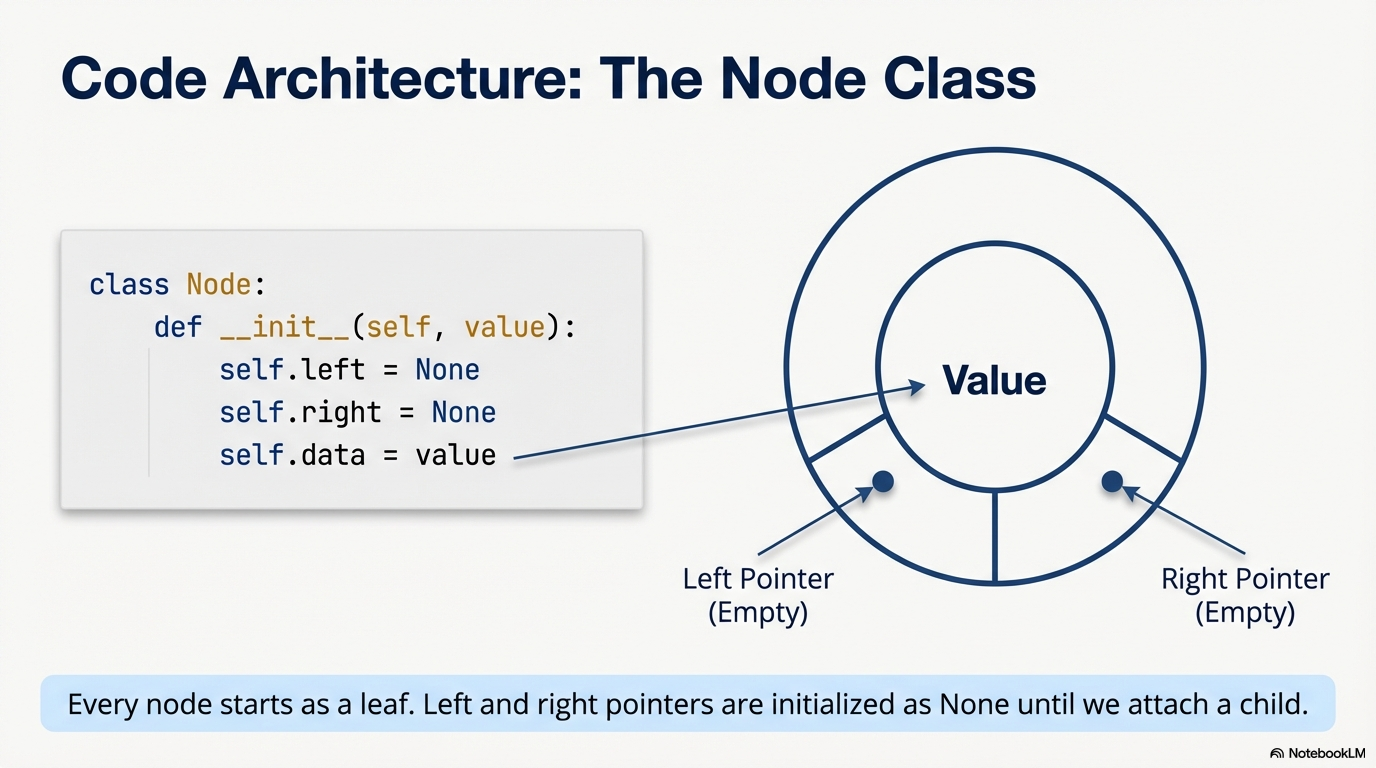 Code Architecture: The Node Class
class Node:
    def __init__(self, value):
        self.left = None
        self.right = None
        self.data = value
Value
Left Pointer
(Empty)
Right Pointer
(Empty)
Every node starts as a leaf. Left and right pointers are initialized as None until we attach a child.
NotebookLM